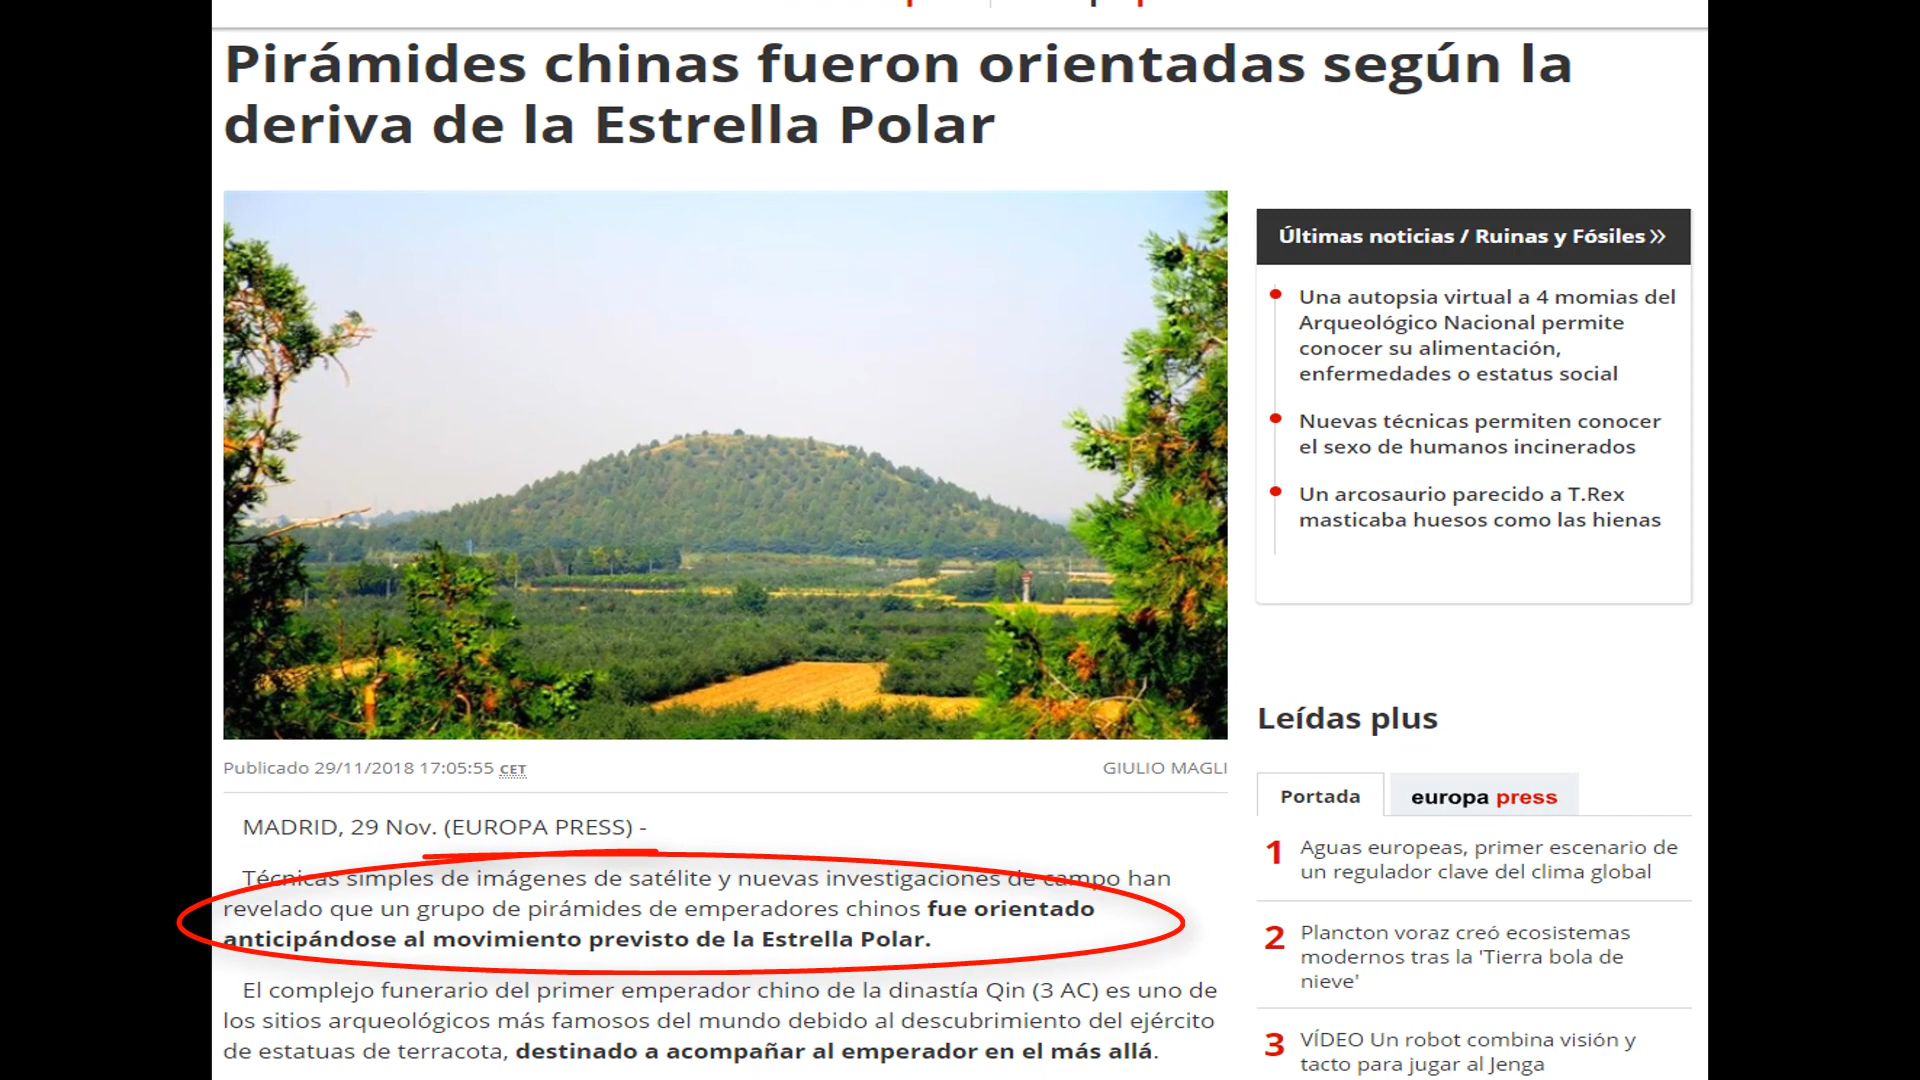 Pirámides chinas fueron orientadas según la
deriva de la Estrella Polar
Publicado 29/11/2018 17:05:55 CET
GIULIO MAGLI
MADRID, 29 Nov. (EUROPA PRESS) -
Técnicas simples de imágenes de satélite y nuevas investigaciones de campo han
revelado que un grupo de pirámides de emperadores chinos fue orientado
anticipándose al movimiento previsto de la Estrella Polar.
El complejo funerario del primer emperador chino de la dinastía Qin (3 AC) es uno de
los sitios arqueológicos más famosos del mundo debido al descubrimiento del ejército
de estatuas de terracota, destinado a acompañar al emperador en el más allá.
Últimas noticias / Ruinas y Fósiles »
Una autopsia virtual a 4 momias del
Arqueológico Nacional permite
conocer su alimentación,
enfermedades o estatus social
Nuevas técnicas permiten conocer
el sexo de humanos incinerados
Un arcosaurio parecido a T.Rex
masticaba huesos como las hienas
Leídas plus
Portada
europa press
1 Aguas europeas, primer escenario de
un regulador clave del clima global
2 Plancton voraz creó ecosistemas
modernos tras la 'Tierra bola de
nieve'
3 VÍDEO Un robot combina visión y
tacto para jugar al Jenga